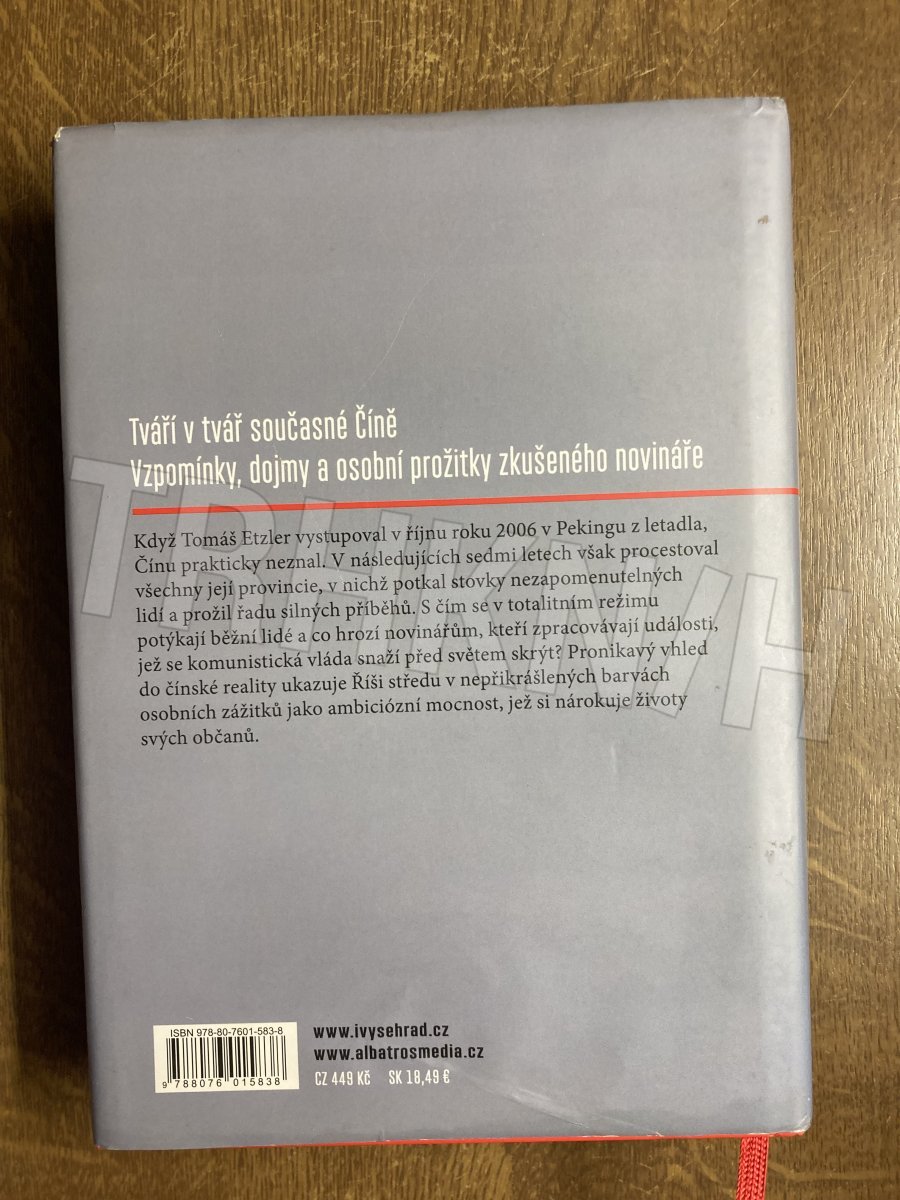 Tváří v tvář současné Číně
Vzpomínky, dojmy a osobní prožitky zkušeného novináře
Když Tomáš Etzler vystupoval v říjnu roku 2006 v Pekingu z letadla,
Čínu prakticky neznal. V následujících sedmi letech však procestoval
všechny její provincie, v nichž potkal stovky nezapomenutelných
lidí a prožil řadu silných příběhů. S čím se v totalitním režimu
potýkají běžní lidé a co hrozí novinářům, kteří zpracovávají události,
jež se komunistická vláda snaží před světem skrýt? Pronikavý vhled
do čínské reality ukazuje Říši středu v nepřikrášlených barvách
osobních zážitků jako ambiciózní mocnost, jež si nárokuje životy
svých občanů.
TRHKNIH
ISBN 978-80-7601-583-8
9 788076 015838
www.ivysehrad.cz
www.albatrosmedia.cz
CZ 449 Kč SK 18,49 €